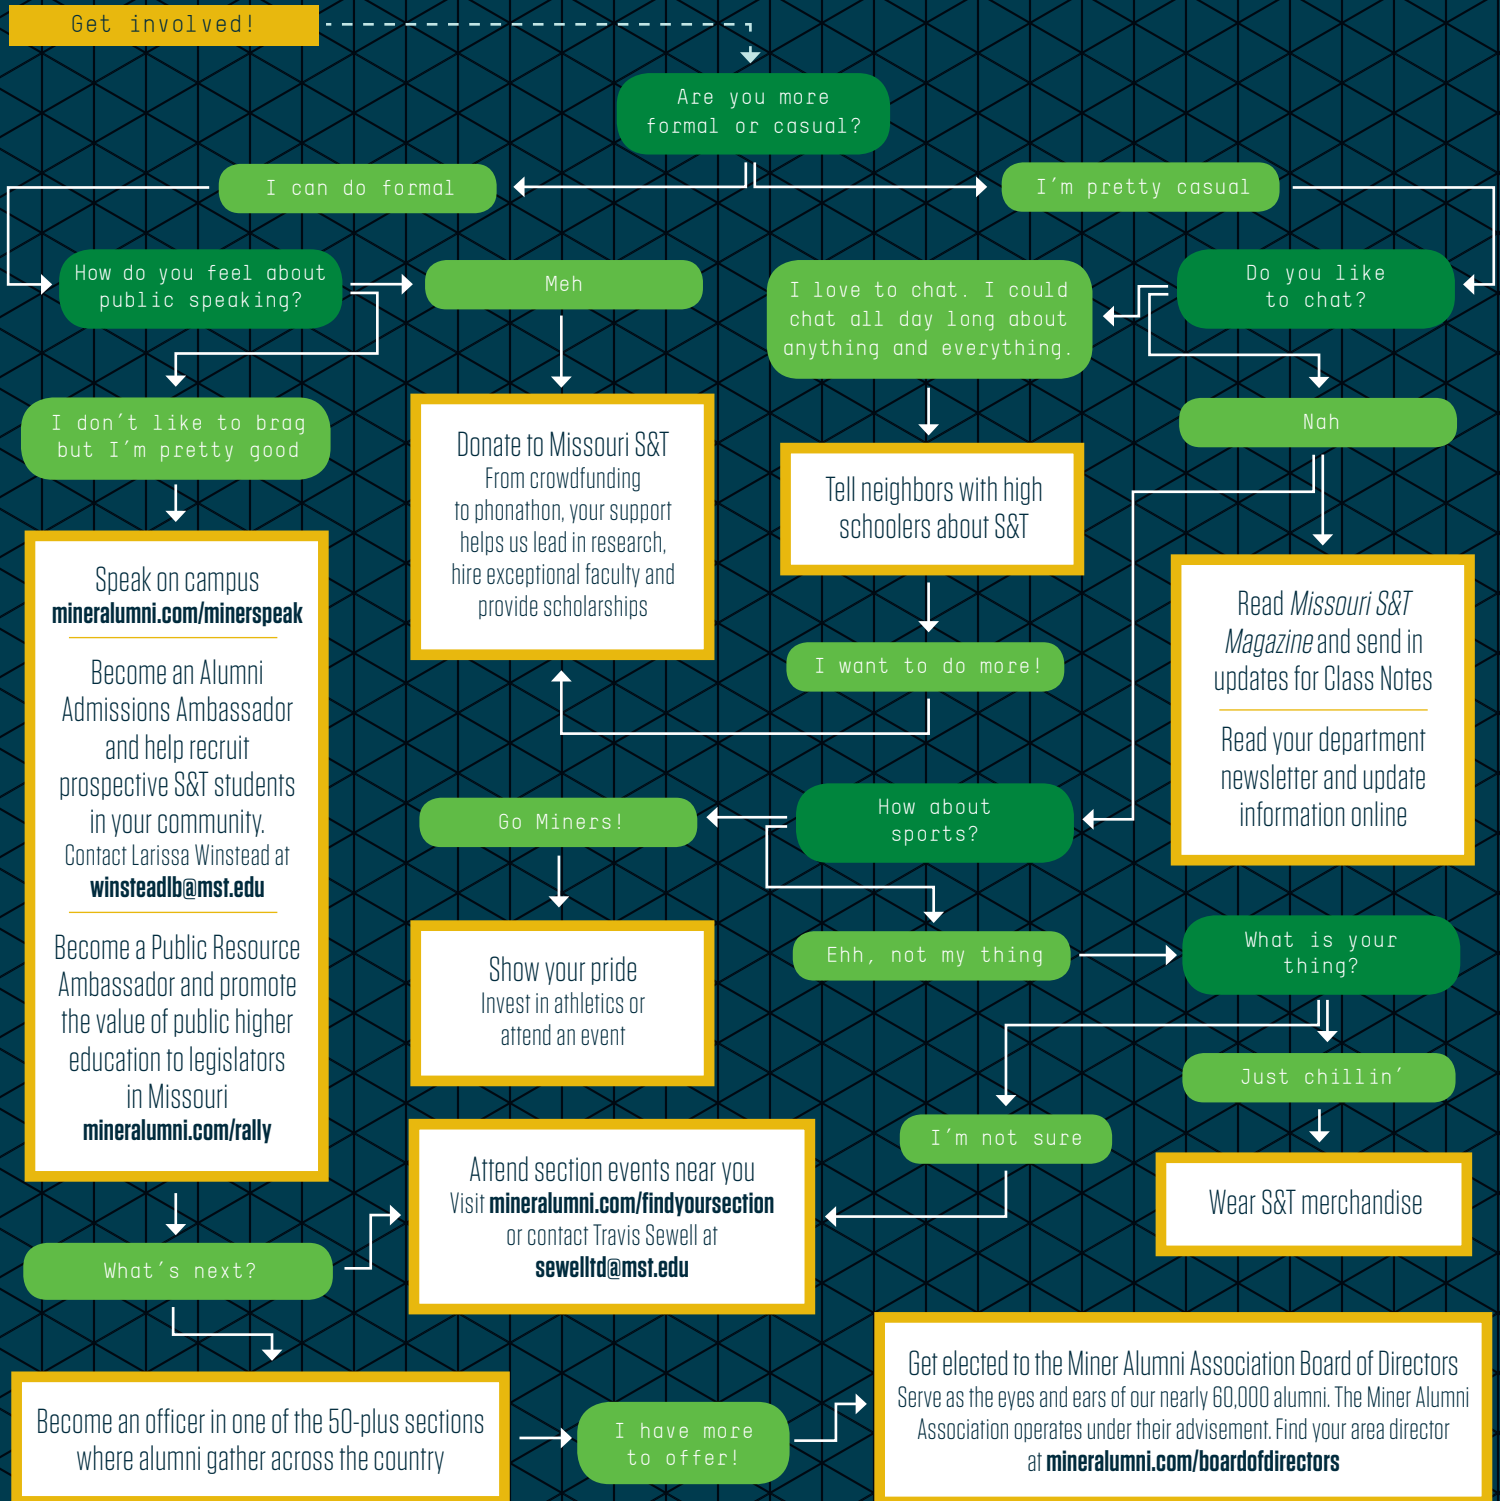 Get involved!
Are you more
formal or casual?
I can do formal
I'm pretty casual
How do you feel about
public speaking?
Meh
I love to chat. I could
chat all day long about
anything and everything.
Do you like
to chat?
I don't like to brag
but I'm pretty good
Donate to Missouri S&T
From crowdfunding
to phonathon, your support
helps us lead in research,
hire exceptional faculty and
provide scholarships
Tell neighbors with high
schoolers about S&T
Nah
Speak on campus
mineralumni.com/minerspeak
Become an Alumni
Admissions Ambassador
and help recruit
prospective S&T students
in your community.
Contact Larissa Winstead at
winsteadlb@mst.edu
Become a Public Resource
Ambassador and promote
the value of public higher
education to legislators
in Missouri
mineralumni.com/rally
I want to do more!
Read Missouri S&T
Magazine and send in
updates for Class Notes
Read your department
newsletter and update
information online
Go Miners!
How about
sports?
Show your pride
Invest in athletics or
attend an event
Ehh, not my thing
What is your
thing?
Just chillin'
I'm not sure
Attend section events near you
Visit mineralumni.com/findyoursection
or contact Travis Sewell at
sewelltd@mst.edu
Wear S&T merchandise
What's next?
Become an officer in one of the 50-plus sections
where alumni gather across the country
I have more
to offer!
Get elected to the Miner Alumni Association Board of Directors
Serve as the eyes and ears of our nearly 60,000 alumni. The Miner Alumni
Association operates under their advisement. Find your area director
at mineralumni.com/boardofdirectors